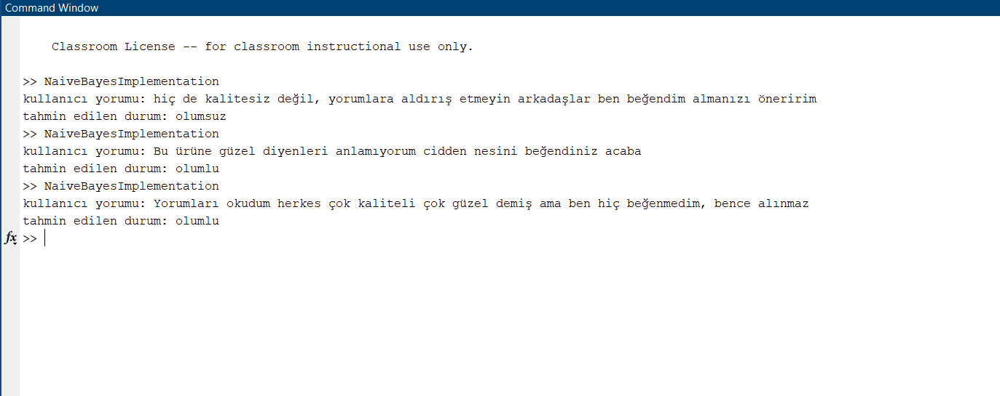 Command Window
Classroom License -- for classroom instructional use only.
>> NaiveBayesImplementation
kullanıcı yorumu: hiç de kalitesiz değil, yorumlara aldırış etmeyin arkadaşlar ben beğendim almanızı öneririm
tahmin edilen durum: olumsuz
>> NaiveBayesImplementation
kullanıcı yorumu: Bu ürüne güzel diyenleri anlamıyorum cidden nesini beğendiniz acaba
tahmin edilen durum: olumlu
>> NaiveBayesImplementation
kullanıcı yorumu: Yorumları okudum herkes çok kaliteli çok güzel demiş ama ben hiç beğenmedim, bence alınmaz
tahmin edilen durum: olumlu
fx >>